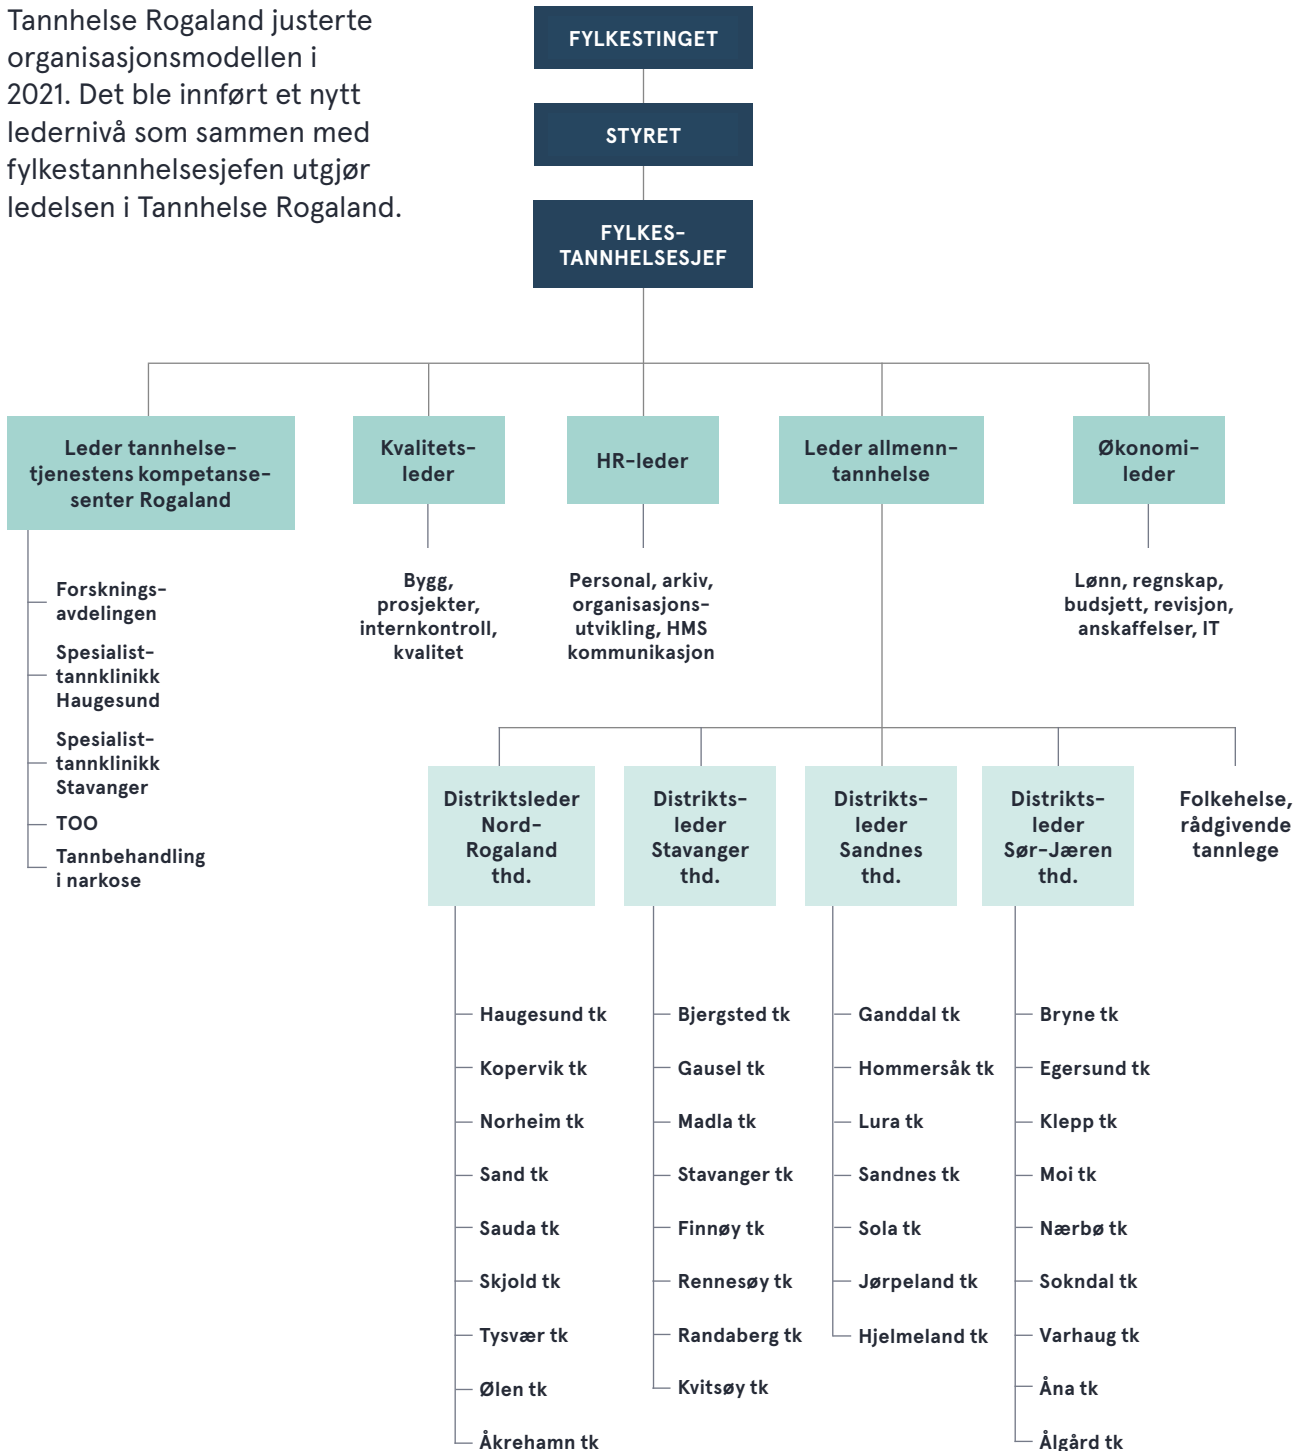 Tannhelse Rogaland justerte
organisasjonsmodellen i
2021. Det ble innført et nytt
ledernivå som sammen med
fylkestannhelsesjefen utgjør
ledelsen i Tannhelse Rogaland.
FYLKESTINGET
STYRET
FYLKES-
TANNHELSESJEF
Leder tannhelse-
tjenestens kompetanse-
senter Rogaland
Kvalitets-
leder
HR-leder
Leder allmenn-
tannhelse
Økonomi-
leder
Forsknings-
avdelingen
Spesialist-
tannklinikk
Haugesund
Spesialist-
tannklinikk
Stavanger
TOO
Tannbehandling
i narkose
Bygg,
prosjekter,
internkontroll,
kvalitet
Personal, arkiv,
organisasjons-
utvikling, HMS
kommunikasjon
Lønn, regnskap,
budsjett, revisjon,
anskaffelser, IT
Distriktsleder
Nord-
Rogaland
thd.
Distrikts-
leder
Stavanger
thd.
Distrikts-
leder
Sandnes
thd.
Distrikts-
leder
Sør-Jæren
thd.
Folkehelse,
rådgivende
tannlege
Haugesund tk
Kopervik tk
Norheim tk
Sand tk
Sauda tk
Skjold tk
Tysvær tk
Ølen tk
Åkrehamn tk
Bjergsted tk
Gausel tk
Madla tk
Stavanger tk
Finnøy tk
Rennesøy tk
Randaberg tk
Kvitsøy tk
Ganddal tk
Hommersåk tk
Lura tk
Sandnes tk
Sola tk
Jørpeland tk
Hjelmeland tk
Bryne tk
Egersund tk
Klepp tk
Moi tk
Nærbø tk
Sokndal tk
Varhaug tk
Åna tk
Ålgård tk